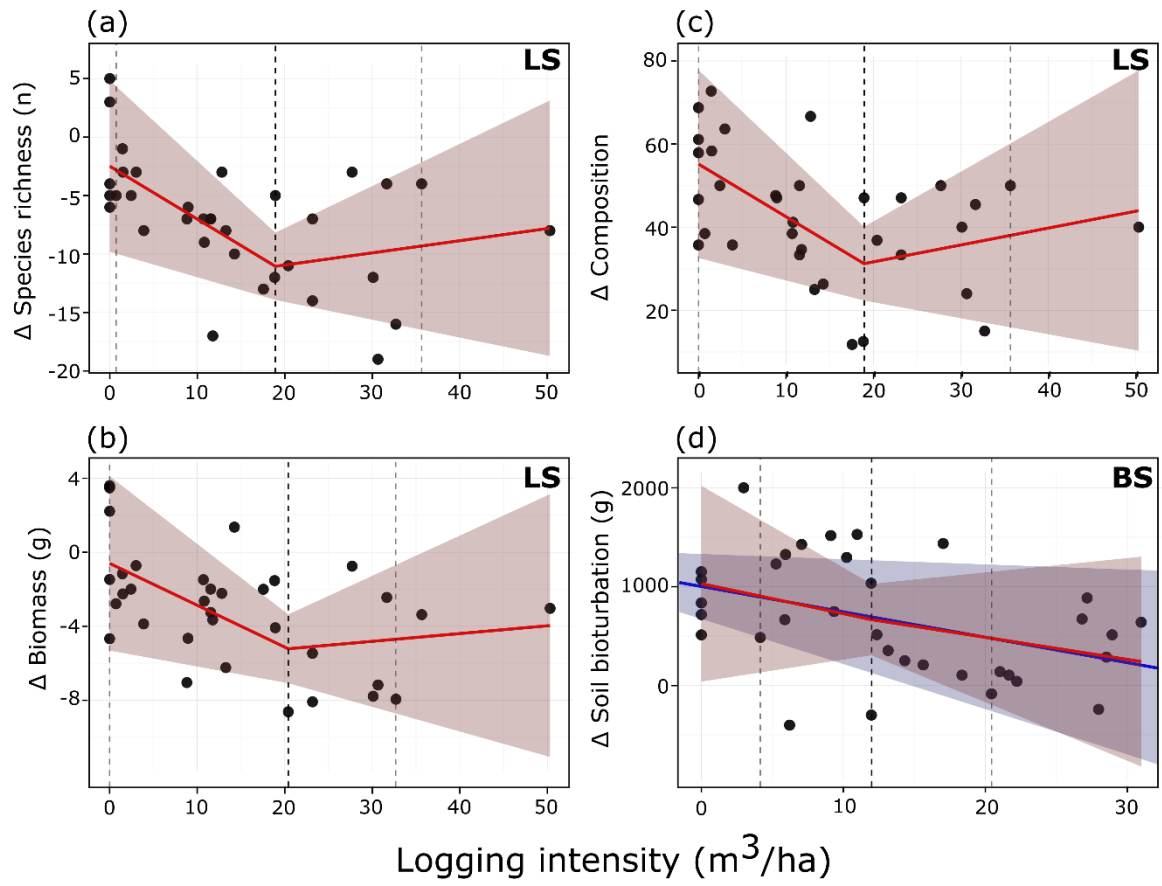 (a)
LS
Δ Species richness (n)
5
0
-5
-10
-15
-20
0 10 20 30 40 50
(c)
LS
Δ Composition
80
60
40
20
0 10 20 30 40 50
(b)
LS
Δ Biomass (g)
4
0
-4
-8
0 10 20 30 40 50
(d)
BS
Δ Soil bioturbation (g)
2000
1000
0
0 10 20 30
Logging intensity (m³/ha)